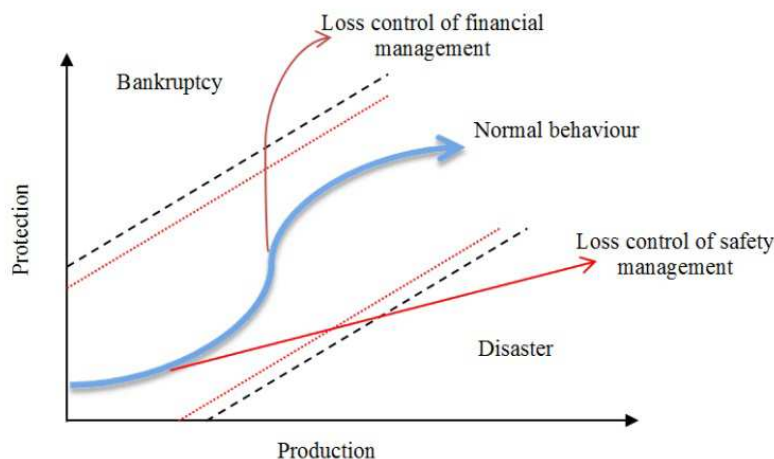 Loss control of financial
management
Bankruptcy
Normal behaviour
Loss control of safety
management
Protection
Disaster
Production